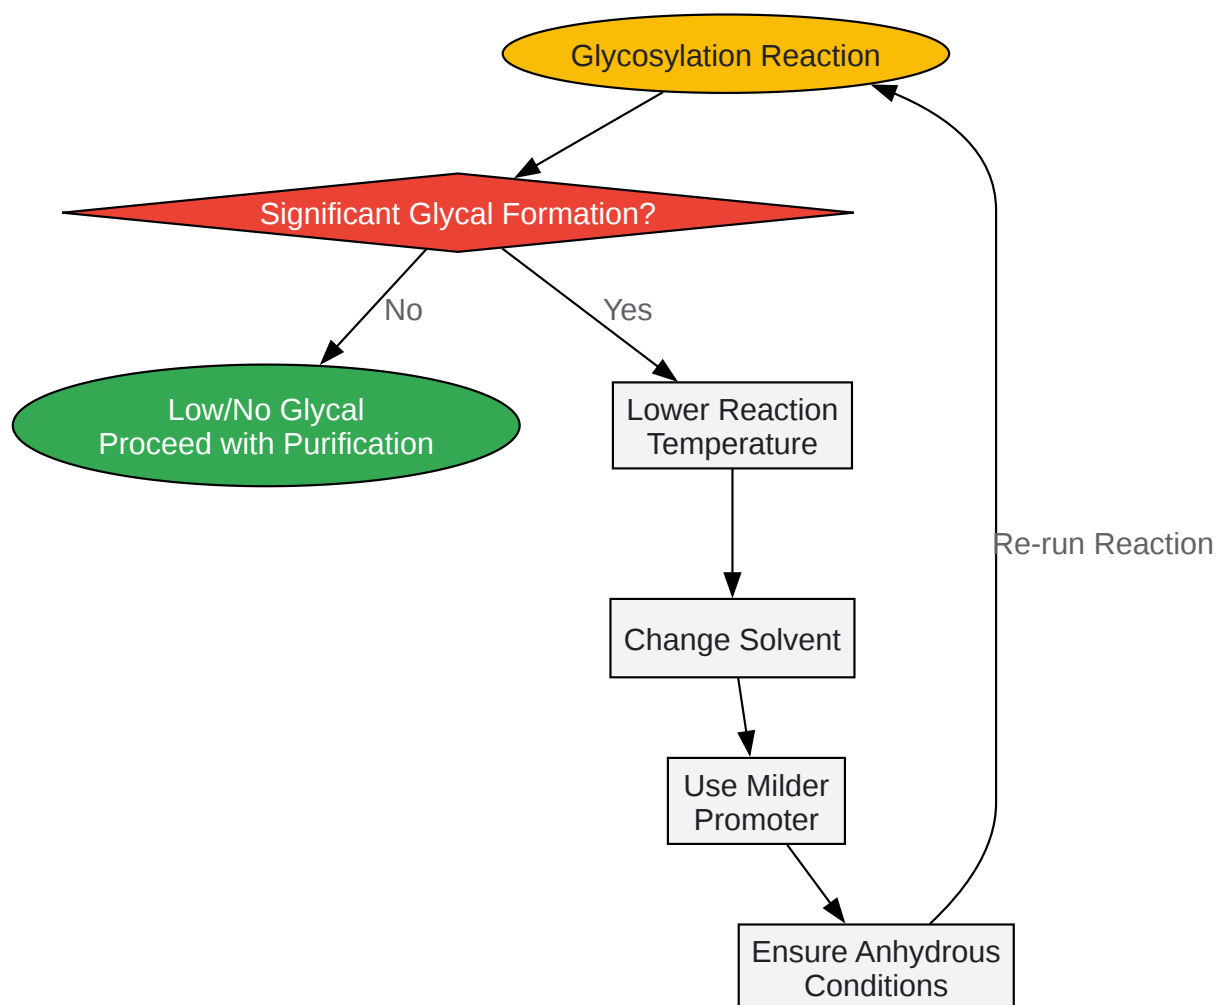 Glycosylation Reaction
Significant Glycal Formation?
No
Yes
Low/No Glycal
Proceed with Purification
Lower Reaction
Temperature
Re-run Reaction
Change Solvent
Use Milder
Promoter
Ensure Anhydrous
Conditions